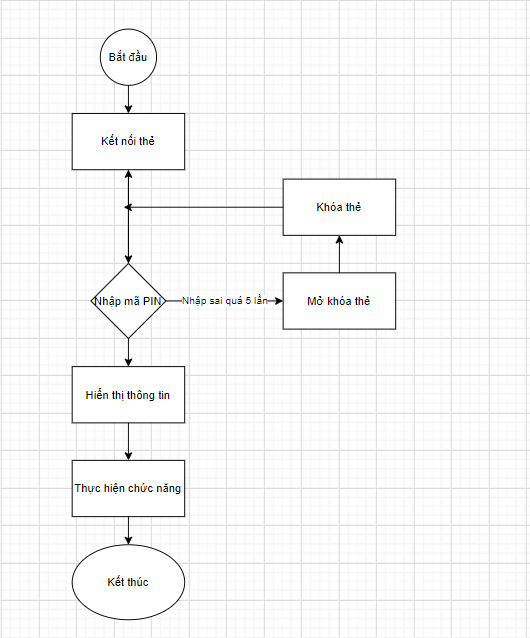 Bắt đầu
Kết nối thẻ
Khóa thẻ
Nhập mã PIN
Nhập sai quá 5 lần
Mở khóa thẻ
Hiển thị thông tin
Thực hiện chức năng
Kết thúc